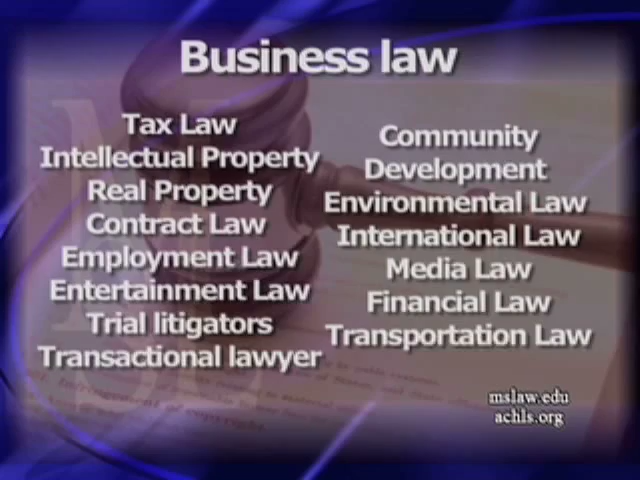 Business law
Tax Law
Intellectual Property
Real Property
Contract Law
Employment Law
Entertainment Law
Trial litigators
Transactional lawyer
Community
Development
Environmental Law
International Law
Media Law
Financial Law
Transportation Law
mslaw.edu
achls.org